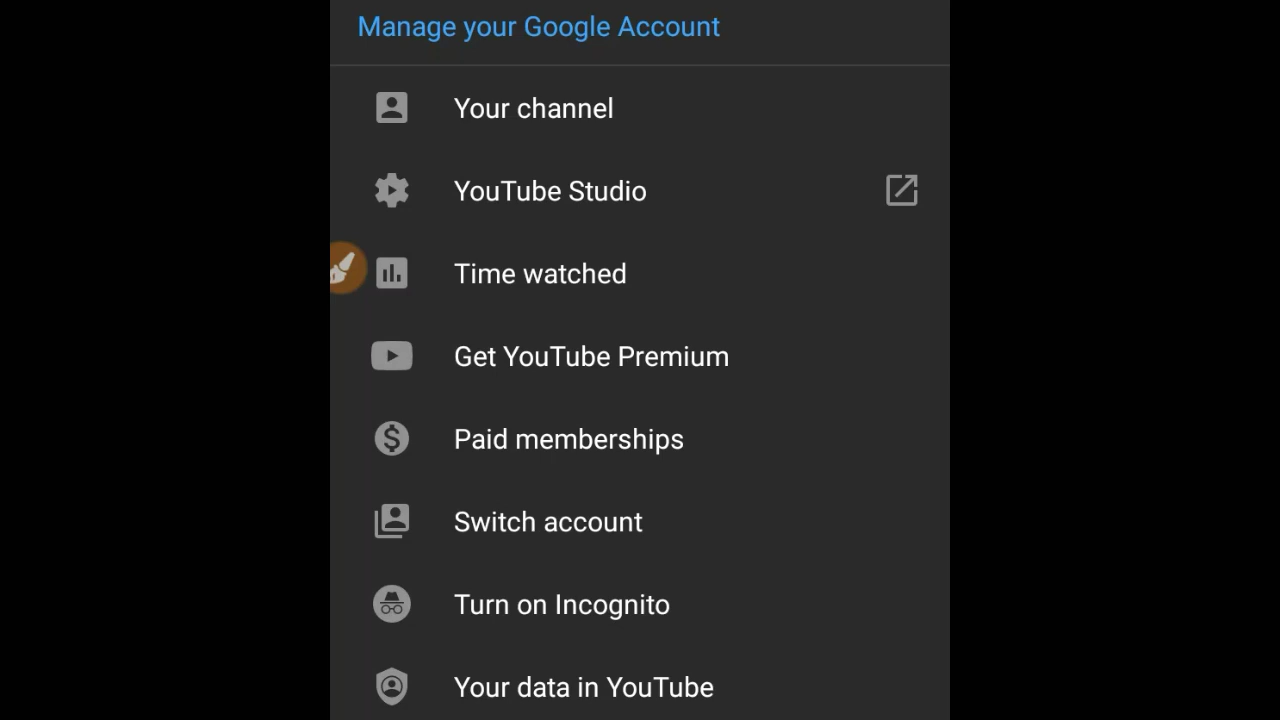 Manage your Google Account
Your channel
YouTube Studio
Time watched
Get YouTube Premium
Paid memberships
Switch account
Turn on Incognito
Your data in YouTube